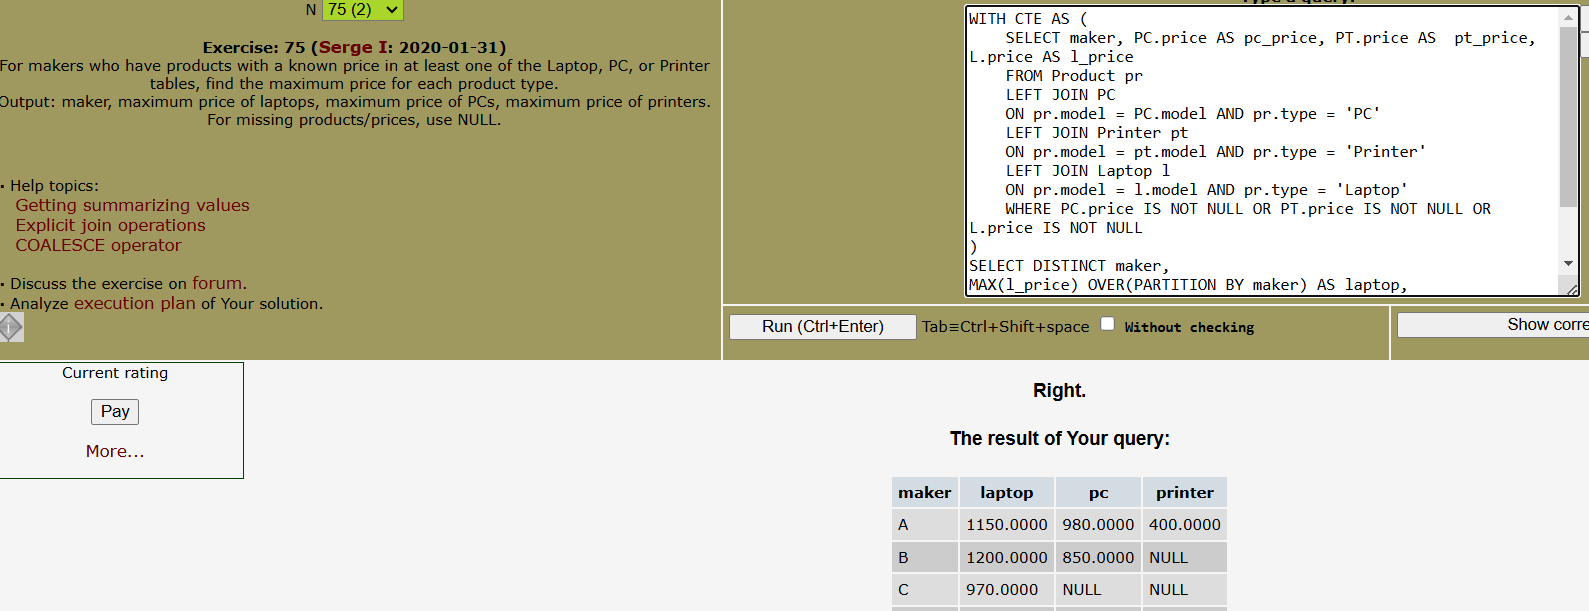 N 75 (2)
Exercise: 75 (Serge I: 2020-01-31)
For makers who have products with a known price in at least one of the Laptop, PC, or Printer
tables, find the maximum price for each product type.
Output: maker, maximum price of laptops, maximum price of PCs, maximum price of printers.
For missing products/prices, use NULL.
▪ Help topics:
Getting summarizing values
Explicit join operations
COALESCE operator
▪ Discuss the exercise on forum.
▪ Analyze execution plan of Your solution.
WITH CTE AS (
    SELECT maker, PC.price AS pc_price, PT.price AS  pt_price,
L.price AS l_price
    FROM Product pr
    LEFT JOIN PC
    ON pr.model = PC.model AND pr.type = 'PC'
    LEFT JOIN Printer pt
    ON pr.model = pt.model AND pr.type = 'Printer'
    LEFT JOIN Laptop l
    ON pr.model = l.model AND pr.type = 'Laptop'
    WHERE PC.price IS NOT NULL OR PT.price IS NOT NULL OR
L.price IS NOT NULL
)
SELECT DISTINCT maker,
MAX(l_price) OVER(PARTITION BY maker) AS laptop,
Run (Ctrl+Enter) Tab≡Ctrl+Shift+space Without checking
Show corre
Current rating
Pay
More...
Right.
The result of Your query:
maker laptop pc printer
A 1150.0000 980.0000 400.0000
B 1200.0000 850.0000 NULL
C 970.0000 NULL NULL